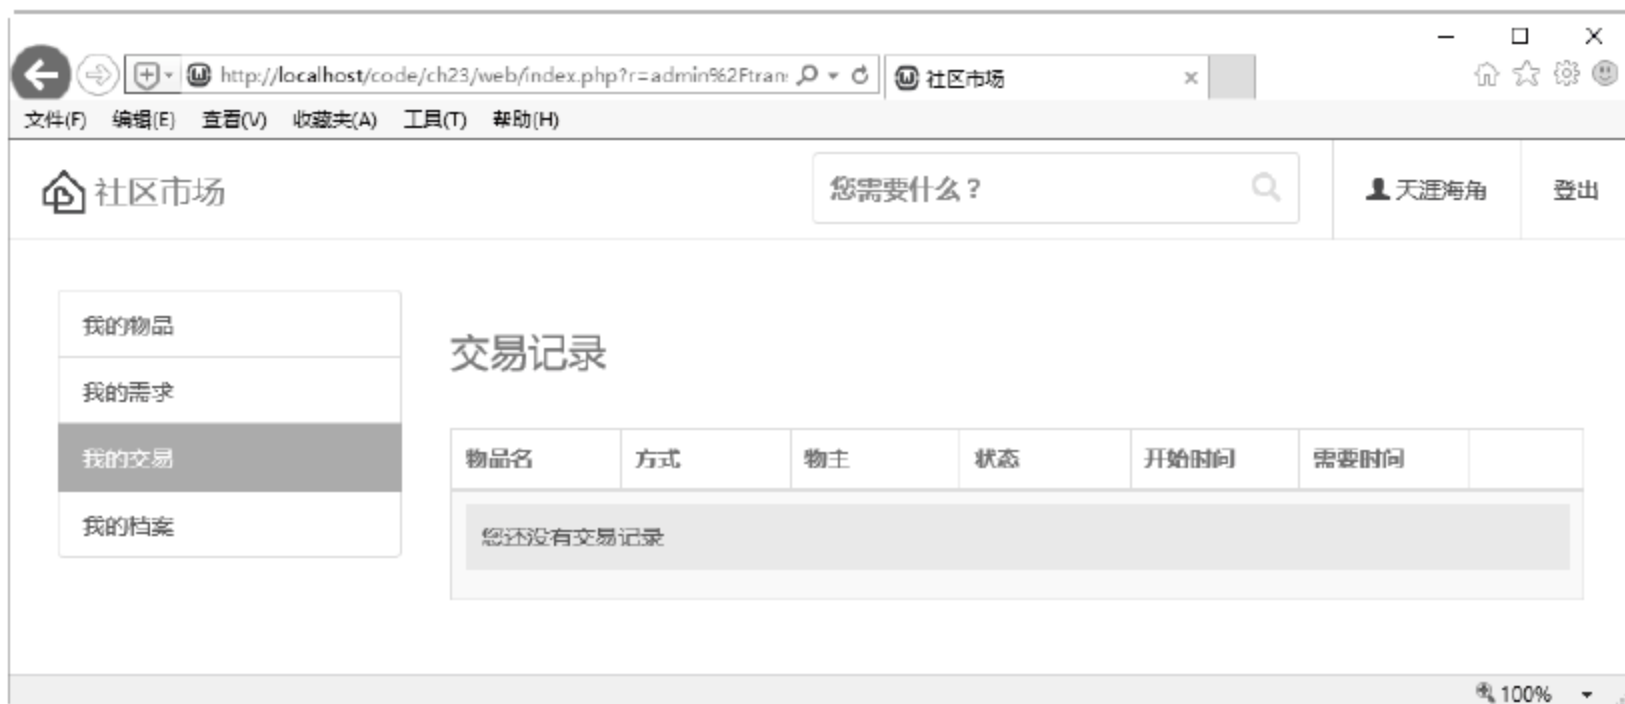 http://localhost/code/ch23/web/index.php?r=admin%2Ftran
社区市场
文件(F) 编辑(E) 查看(V) 收藏夹(A) 工具(T) 帮助(H)
社区市场
您需要什么？
天涯海角
登出
我的物品
我的需求
我的交易
我的档案
交易记录
物品名 方式 物主 状态 开始时间 需要时间
您还没有交易记录
100%